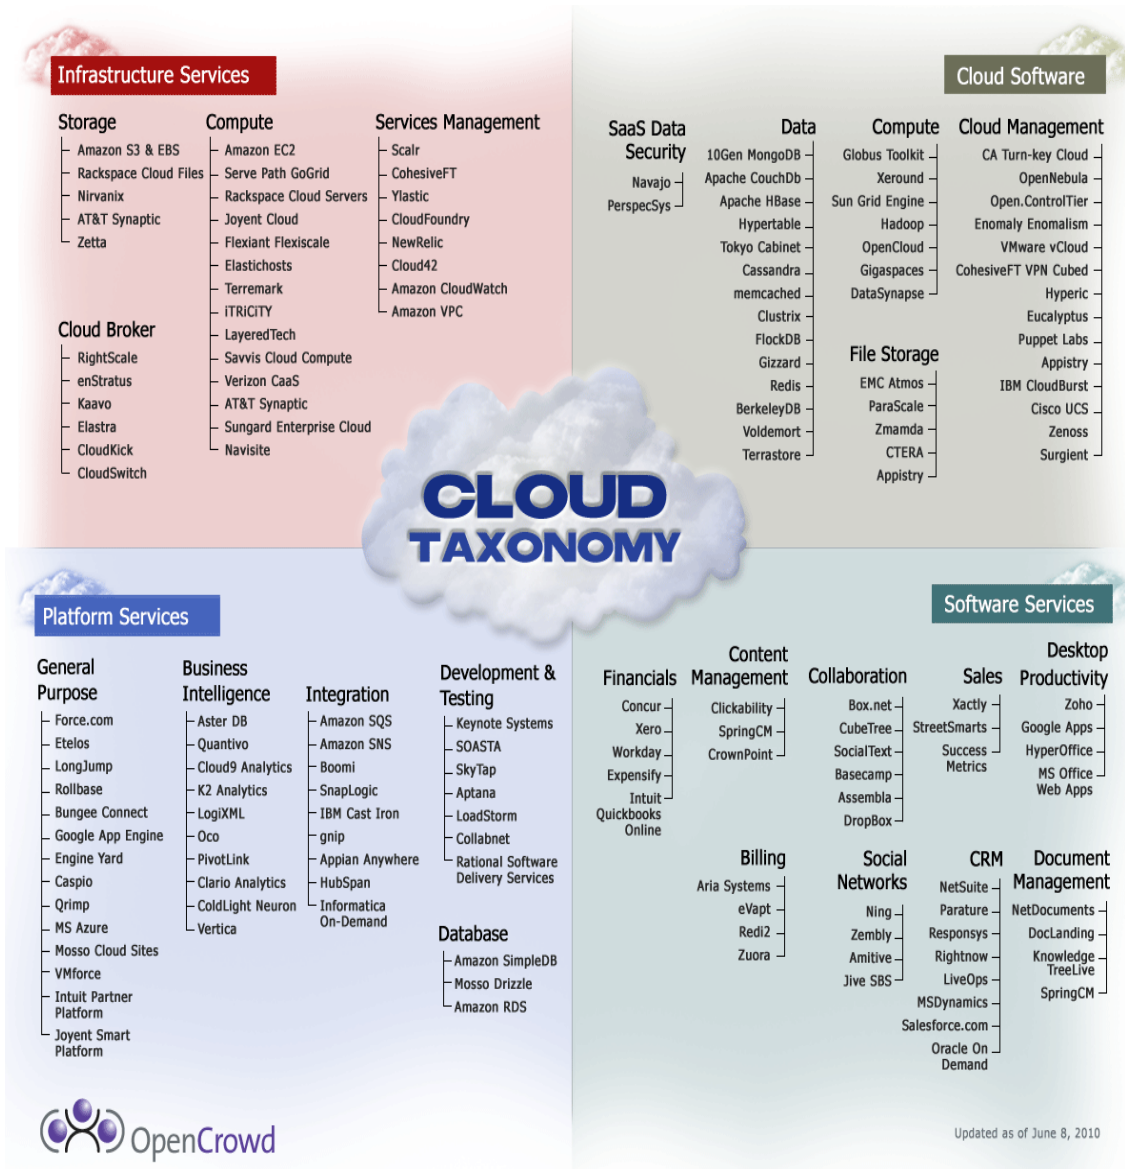 Infrastructure Services
Storage
Amazon S3 & EBS
Rackspace Cloud Files
Nirvanix
AT&T Synaptic
Zetta
Cloud Broker
RightScale
enStratus
Kaavo
Elastra
CloudKick
CloudSwitch
Compute
Amazon EC2
Serve Path GoGrid
Rackspace Cloud Servers
Joyent Cloud
Flexiant Flexiscale
Elastichosts
Terremark
iTRiCiTY
LayeredTech
Savvis Cloud Compute
Verizon CaaS
AT&T Synaptic
Sungard Enterprise Cloud
Navisite
Services Management
Scalr
CohesiveFT
Ylastic
CloudFoundry
NewRelic
Cloud42
Amazon CloudWatch
Amazon VPC
Cloud Software
SaaS Data
Security
Navajo
PerspecSys
Data
10Gen MongoDB
Apache CouchDb
Apache HBase
Hypertable
Tokyo Cabinet
Cassandra
memcached
Clustrix
FlockDB
Gizzard
Redis
BerkeleyDB
Voldemort
Terrastore
Compute
Globus Toolkit
Xeround
Sun Grid Engine
Hadoop
OpenCloud
Gigaspaces
DataSynapse
File Storage
EMC Atmos
ParaScale
Zmamda
CTERA
Appistry
Cloud Management
CA Turn-key Cloud
OpenNebula
Open.ControlTier
Enomaly Enomalism
VMware vCloud
CohesiveFT VPN Cubed
Hyperic
Eucalyptus
Puppet Labs
Appistry
IBM CloudBurst
Cisco UCS
Zenoss
Surgient
CLOUD
TAXONOMY
Platform Services
General
Purpose
Force.com
Etelos
LongJump
Rollbase
Bungee Connect
Google App Engine
Engine Yard
Caspio
Qrimp
MS Azure
Mosso Cloud Sites
VMforce
Intuit Partner
Platform
Joyent Smart
Platform
Business
Intelligence
Aster DB
Quantivo
Cloud9 Analytics
K2 Analytics
LogiXML
Oco
PivotLink
Clario Analytics
ColdLight Neuron
Vertica
Integration
Amazon SQS
Amazon SNS
Boomi
SnapLogic
IBM Cast Iron
gnip
Appian Anywhere
HubSpan
Informatica
On-Demand
Development &
Testing
Keynote Systems
SOASTA
SkyTap
Aptana
LoadStorm
Collabnet
Rational Software
Delivery Services
Database
Amazon SimpleDB
Mosso Drizzle
Amazon RDS
Software Services
Financials
Concur
Xero
Workday
Expensify
Intuit
Quickbooks
Online
Content
Management
Clickability
SpringCM
CrownPoint
Collaboration
Box.net
CubeTree
SocialText
Basecamp
Assembla
DropBox
Sales
Xactly
StreetSmarts
Success
Metrics
Desktop
Productivity
Zoho
Google Apps
HyperOffice
MS Office
Web Apps
Billing
Aria Systems
eVapt
Redi2
Zuora
Social
Networks
Ning
Zembly
Amitive
Jive SBS
CRM
NetSuite
Parature
Responsys
Rightnow
LiveOps
MSDynamics
Salesforce.com
Oracle On
Demand
Document
Management
NetDocuments
DocLanding
Knowledge
TreeLive
SpringCM
OpenCrowd
Updated as of June 8, 2010